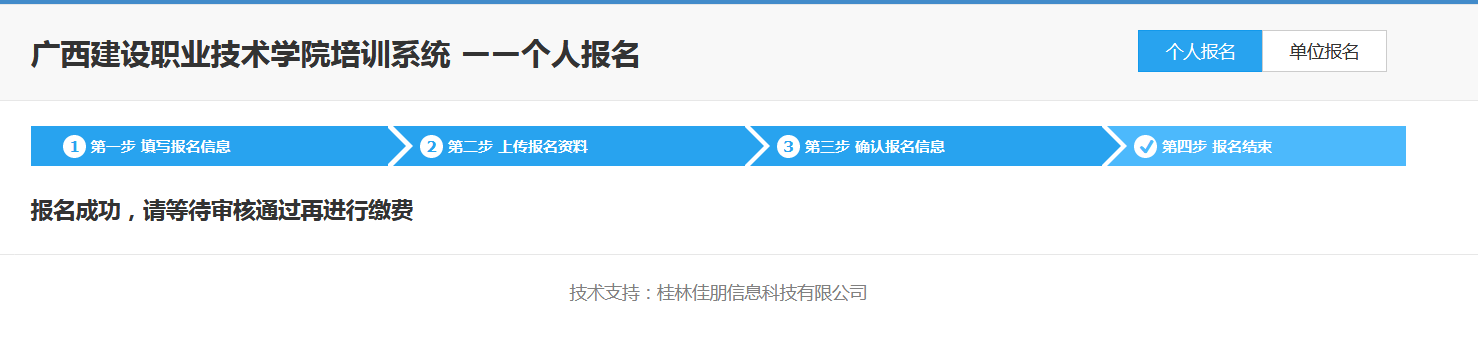 广西建设职业技术学院培训系统 一一个人报名
个人报名
单位报名
1 第一步 填写报名信息
2 第二步 上传报名资料
3 第三步 确认报名信息
第四步 报名结束
报名成功，请等待审核通过再进行缴费
技术支持：桂林佳朋信息科技有限公司